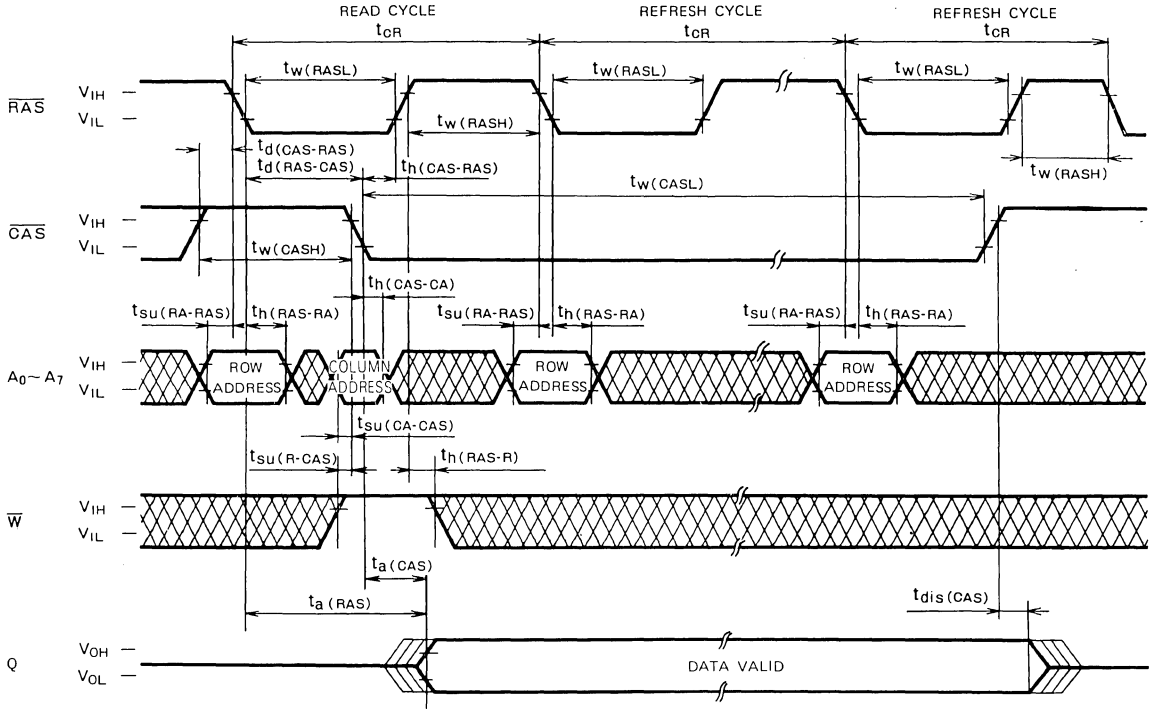 READ CYCLE REFRESH CYCLE REFRESH CYCLE
tCR tCR tCR
tw(RASL) tw(RASL) tw(RASL)
RAS
VIH
VIL
tw(RASH) tw(RASH)
td(CAS-RAS)
td(RAS-CAS) th(CAS-RAS)
tw(CASL)
CAS
VIH
VIL
tw(CASH)
th(CAS-CA)
tsu(RA-RAS) th(RAS-RA) tsu(RA-RAS) th(RAS-RA) tsu(RA-RAS) th(RAS-RA)
A0~A7
VIH
VIL
ROW ADDRESS
COLUMN ADDRESS
ROW ADDRESS
ROW ADDRESS
tsu(CA-CAS)
tsu(R-CAS) th(RAS-R)
W
VIH
VIL
ta(CAS)
ta(RAS)
tdis(CAS)
Q
VOH
VOL
DATA VALID